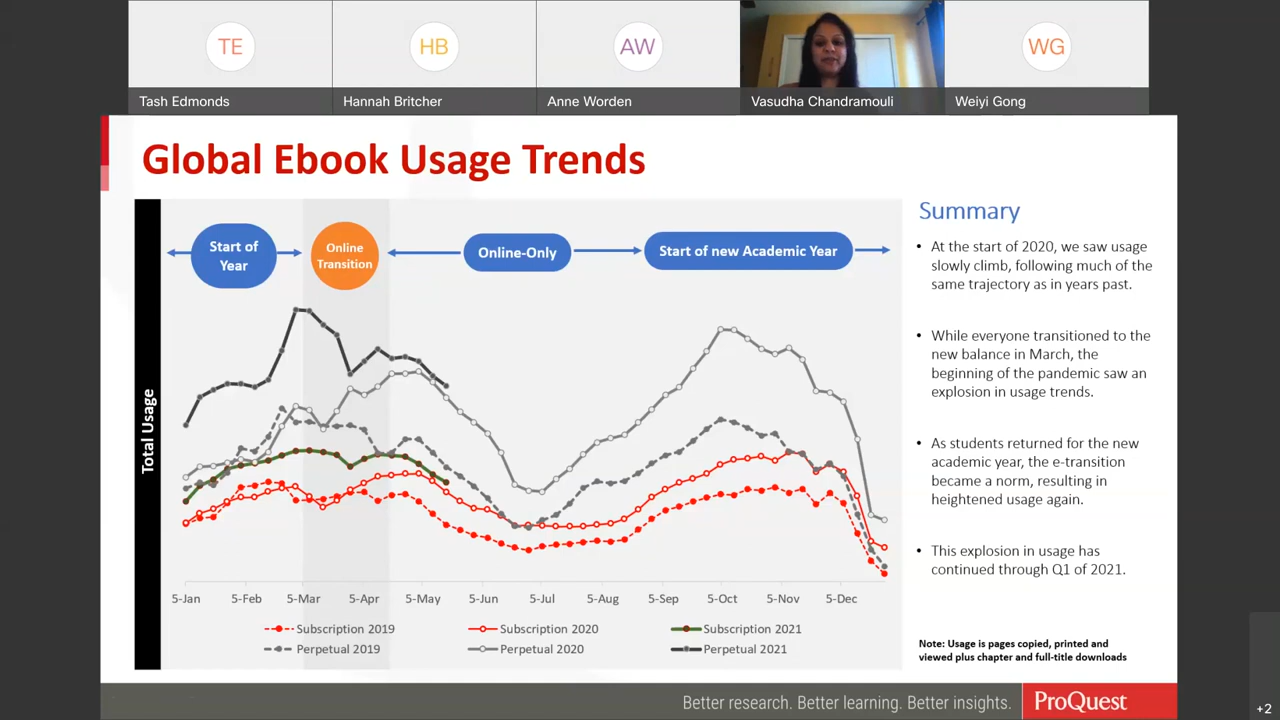 TE
HB
AW
WG
Tash Edmonds
Hannah Britcher
Anne Worden
Vasudha Chandramouli
Weiyi Gong
Global Ebook Usage Trends
Start of
Year
Online
Transition
Online-Only
Start of new Academic Year
Total Usage
5-Jan 5-Feb 5-Mar 5-Apr 5-May 5-Jun 5-Jul 5-Aug 5-Sep 5-Oct 5-Nov 5-Dec
Subscription 2019 Subscription 2020 Subscription 2021
Perpetual 2019 Perpetual 2020 Perpetual 2021
Summary
• At the start of 2020, we saw usage
slowly climb, following much of the
same trajectory as in years past.
• While everyone transitioned to the
new balance in March, the
beginning of the pandemic saw an
explosion in usage trends.
• As students returned for the new
academic year, the e-transition
became a norm, resulting in
heightened usage again.
• This explosion in usage has
continued through Q1 of 2021.
Note: Usage is pages copied, printed and
viewed plus chapter and full-title downloads
Better research. Better learning. Better insights.
ProQuest
+2